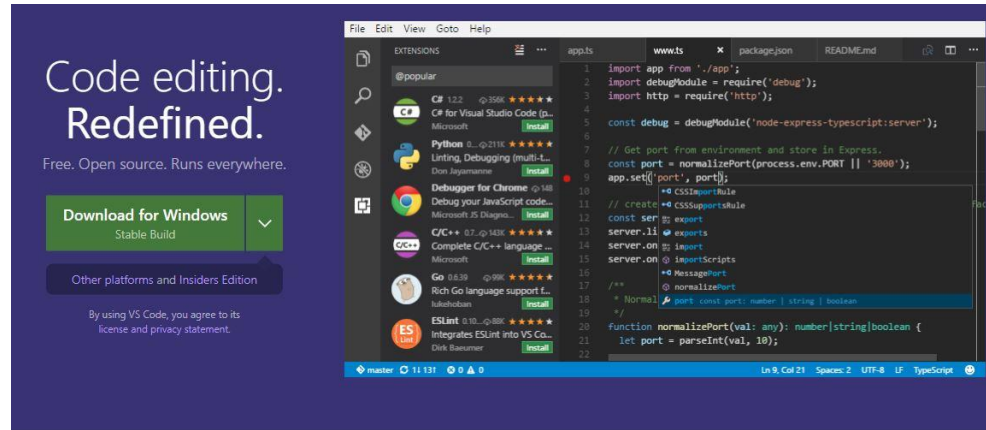 Code editing.
Redefined.
Free. Open source. Runs everywhere.
Download for Windows
Stable Build
Other platforms and Insiders Edition
By using VS Code, you agree to its
license and privacy statement.
File Edit View Goto Help
EXTENSIONS
@popular
C# 1.2.2 356K
C# for Visual Studio Code (p...
Microsoft Install
Python 0.... 211K
Linting, Debugging (multi-t...
Don Jayamanne Install
Debugger for Chrome 148
Debug your JavaScript code...
Microsoft JS Diagno... Install
C/C++ 0.7... 143K
Complete C/C++ language ...
Microsoft Install
Go 0.6.39 99K
Rich Go language support f...
lukehoban Install
ESLint 0.10... 88K
Integrates ESLint into VS Co...
Dirk Baeumer Install
app.ts www.ts package.json README.md
1 import app from './app';
2 import debugModule = require('debug');
3 import http = require('http');
4
5 const debug = debugModule('node-express-typescript:server');
6
7 // Get port from environment and store in Express.
8 const port = normalizePort(process.env.PORT || '3000');
9 app.set('port', port);
10
11 // create
12 const ser
13 server.li
14 server.on
15 server.on
16
17 /**
18 * Normal
19 */
20 function normalizePort(val: any): number|string|boolean {
21 let port = parseInt(val, 10);
22
CSSImportRule
CSSSupportsRule
export
exports
import
importScripts
MessagePort
normalizePort
port const port: number | string | boolean
master 0 0
Ln 9, Col 21 Spaces: 2 UTF-8 LF TypeScript